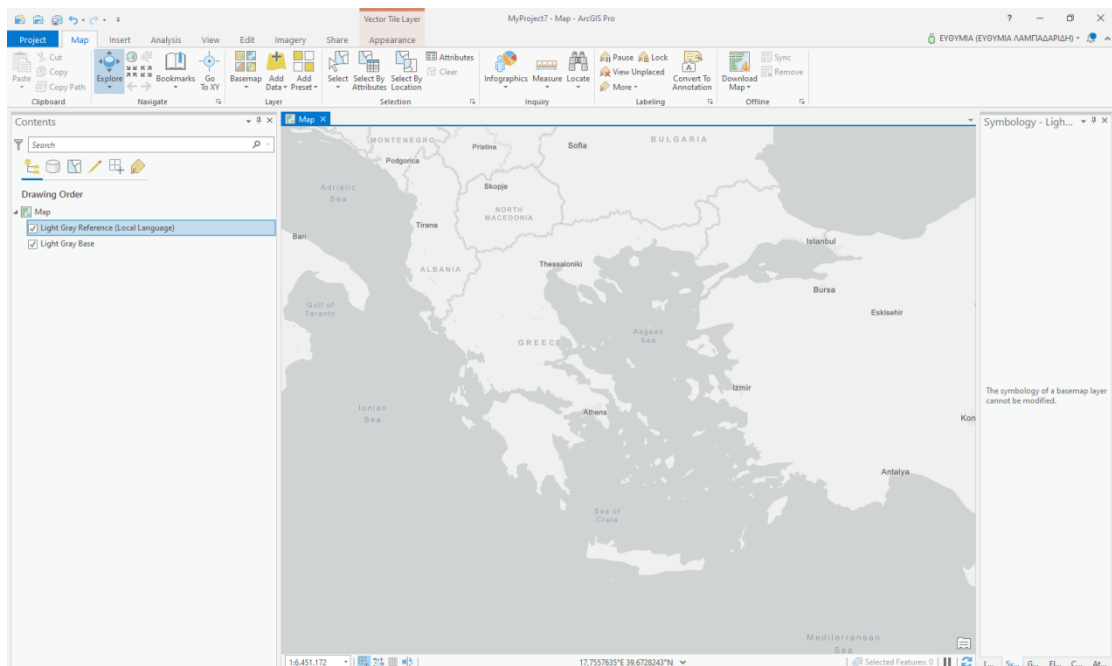 Vector Tile Layer
MyProject7 - Map - ArcGIS Pro
? 
Project Map Insert Analysis View Edit Imagery Share Appearance
ΕΥΘΥΜΙΑ (ΕΥΘΥΜΙΑ ΛΑΜΠΑΔΑΡΙΔΗ)
Paste
Cut
Copy
Copy Path
Clipboard
Explore
Bookmarks
Go
To XY
Navigate
Basemap
Add
Data
Add
Preset
Layer
Select
Select By
Attributes
Select By
Location
Attributes
Clear
Selection
Infographics
Measure
Locate
Inquiry
Pause
Lock
View Unplaced
More
Convert To
Annotation
Labeling
Download
Map
Sync
Remove
Offline
Contents
Search
Drawing Order
Map
Light Gray Reference (Local Language)
Light Gray Base
Map
MONTENEGRO
Pristina
Sofia
BULGARIA
Podgorica
Adriatic
Sea
Skopje
NORTH
MACEDONIA
Tirana
Bari
Istanbul
ALBANIA
Thessaloniki
Bursa
Gulf of
Taranto
Eskisehir
Aegean
Sea
GREECE
Izmir
Ionian
Sea
Athens
Kon
Antalya
Sea of
Crete
Mediterranean
Sea
1:6.451.172
17,7557635°E 39,6728243°N
Selected Features: 0
Symbology - Ligh...
The symbology of a basemap layer
cannot be modified.
L... Sy... G... El... C... At...